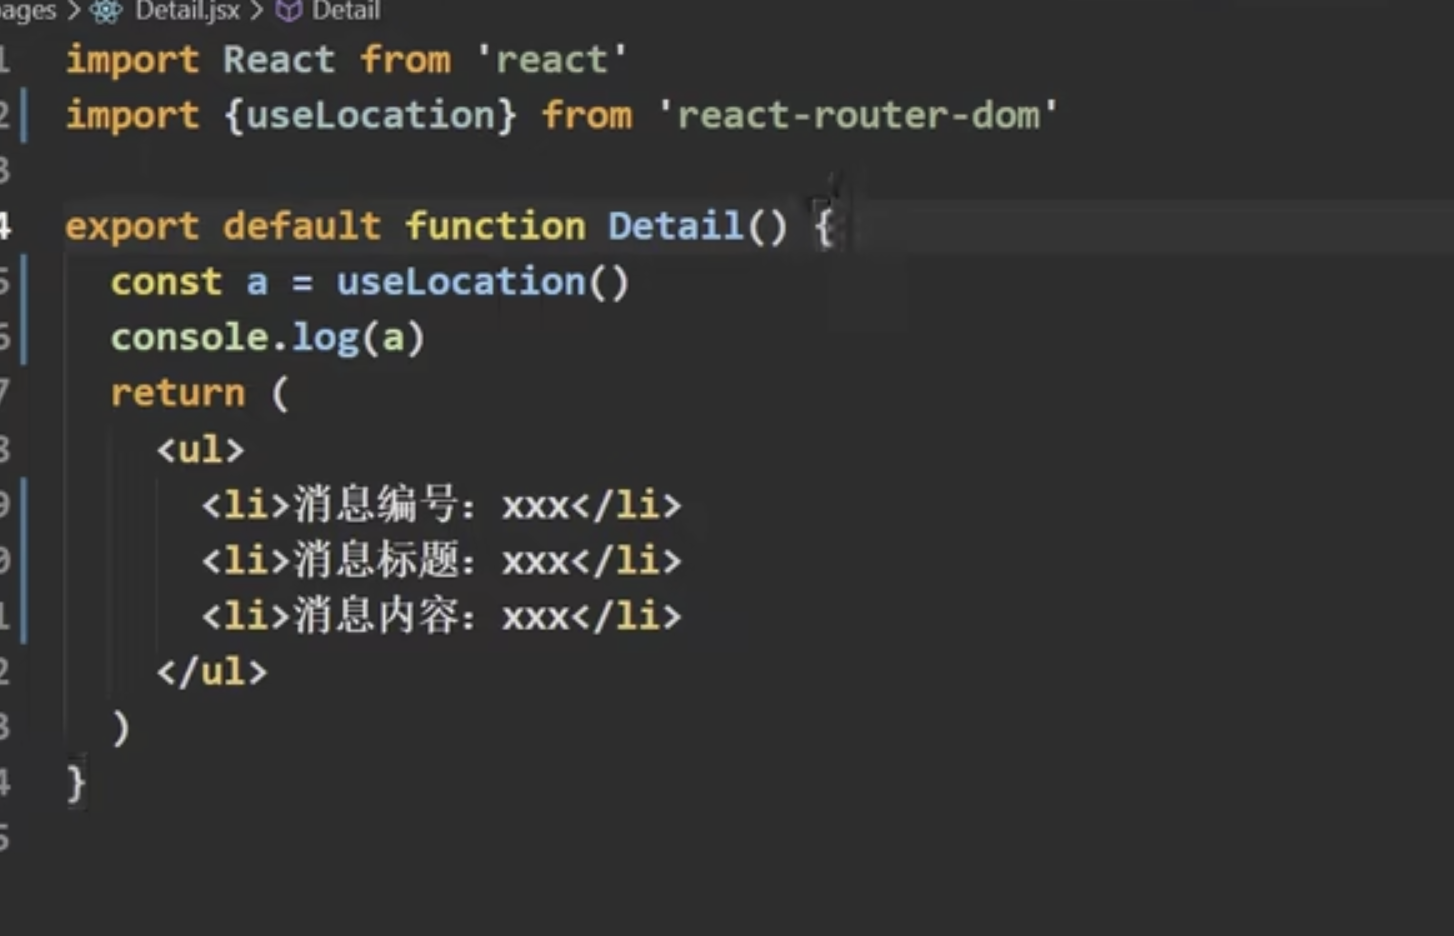 ages > Detail.jsx > Detail
1 import React from 'react'
2 import {useLocation} from 'react-router-dom'
3
4 export default function Detail() {
5 const a = useLocation()
6 console.log(a)
7 return (
8 <ul>
9 <li>消息编号：xxx</li>
0 <li>消息标题：xxx</li>
1 <li>消息内容：xxx</li>
2 </ul>
3 )
4 }
5